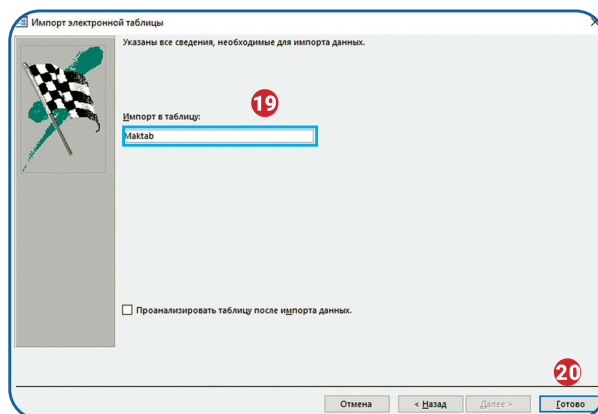 Импорт электронной таблицы
Указаны все сведения, необходимые для импорта данных.
19
Импорт в таблицу:
Maktab
Проанализировать таблицу после импорта данных.
20
Отмена
< Назад
Далее >
Готово